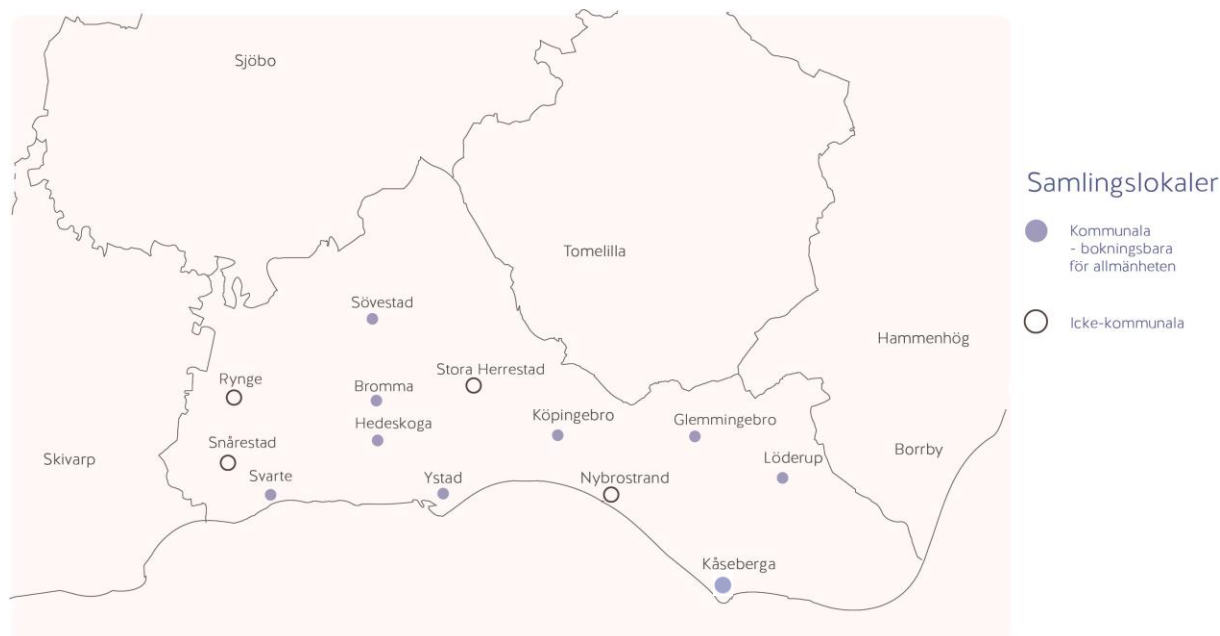 Sjöbo
Samlingslokaler
Kommunala
- bokningsbara
för allmänheten
Tomelilla
Sövestad
Icke-kommunala
Hammenhög
Stora Herrestad
Rynge
Bromma
Köpingebro
Glemmingebro
Hedeskoga
Snårestad
Skivarp
Borrby
Löderup
Svarte
Ystad
Nybrostrand
Kåseberga